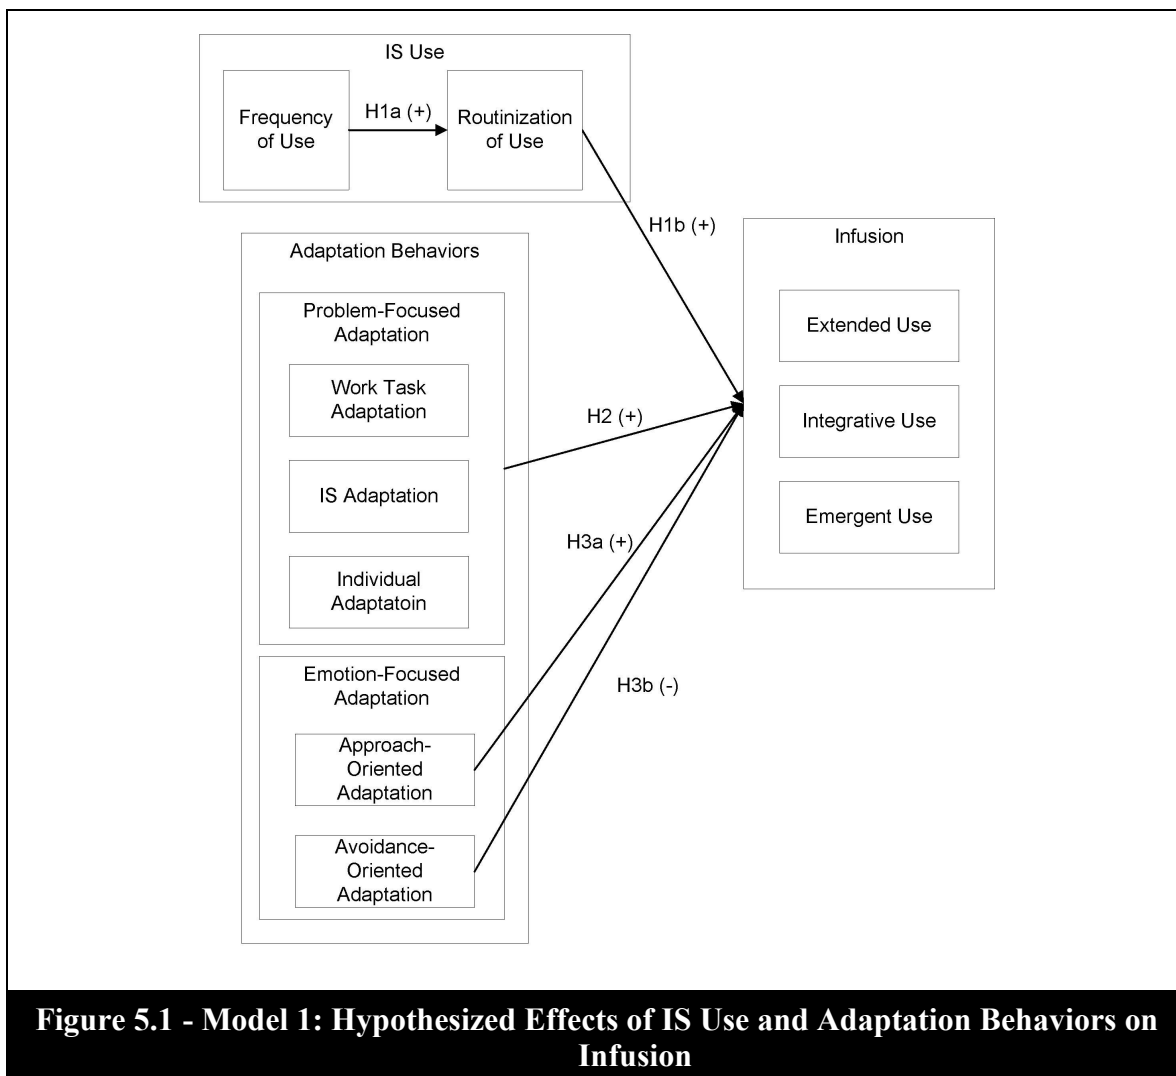 IS Use
Frequency
of Use
H1a (+)
Routinization
of Use
H1b (+)
Infusion
Extended Use
Integrative Use
Emergent Use
Adaptation Behaviors
Problem-Focused
Adaptation
Work Task
Adaptation
IS Adaptation
Individual
Adaptatoin
H2 (+)
H3a (+)
H3b (-)
Emotion-Focused
Adaptation
Approach-
Oriented
Adaptation
Avoidance-
Oriented
Adaptation
Figure 5.1 - Model 1: Hypothesized Effects of IS Use and Adaptation Behaviors on
Infusion